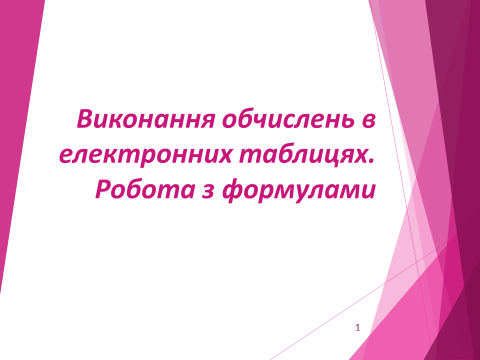 Виконання обчислень в
електронних таблицях.
Робота з формулами
1